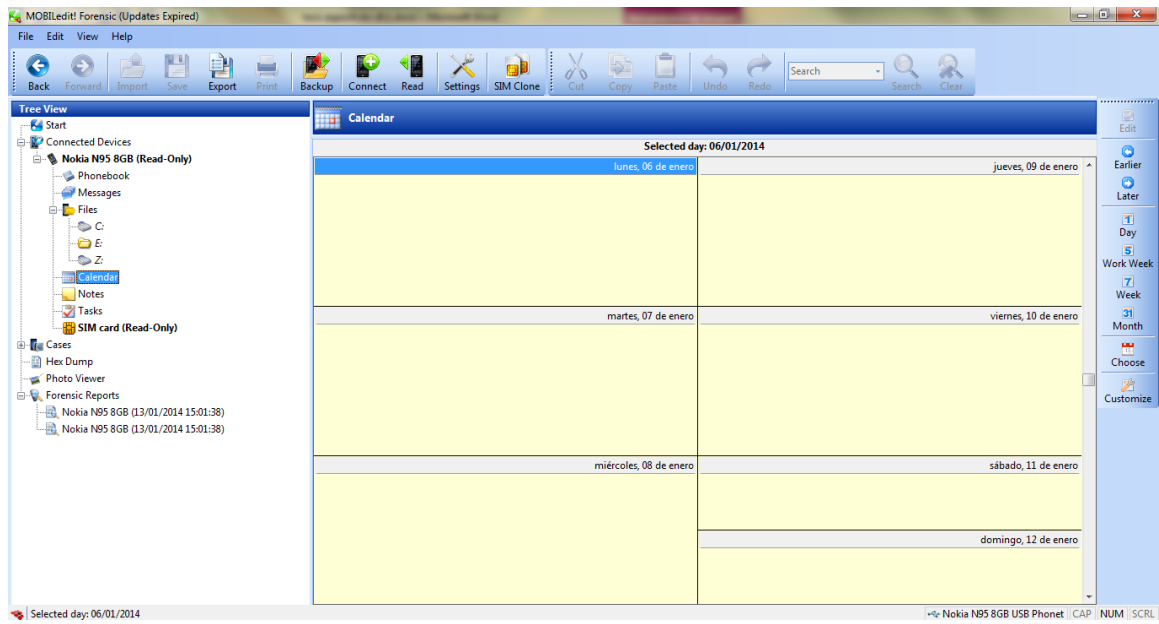 MOBILedit! Forensic (Updates Expired)
File Edit View Help
Back Forward Import Save Export Print Backup Connect Read Settings SIM Clone Cut Copy Paste Undo Redo Search Search Clear
Tree View
Start
Connected Devices
Nokia N95 8GB (Read-Only)
Phonebook
Messages
Files
C:
E:
Z:
Calendar
Notes
Tasks
SIM card (Read-Only)
Cases
Hex Dump
Photo Viewer
Forensic Reports
Nokia N95 8GB (13/01/2014 15:01:38)
Nokia N95 8GB (13/01/2014 15:01:38)
Calendar
Selected day: 06/01/2014
lunes, 06 de enero
jueves, 09 de enero
martes, 07 de enero
viernes, 10 de enero
miércoles, 08 de enero
sábado, 11 de enero
domingo, 12 de enero
Edit
Earlier
Later
1
Day
5
Work Week
7
Week
31
Month
Choose
Customize
Selected day: 06/01/2014
Nokia N95 8GB USB Phonet CAP NUM SCRL